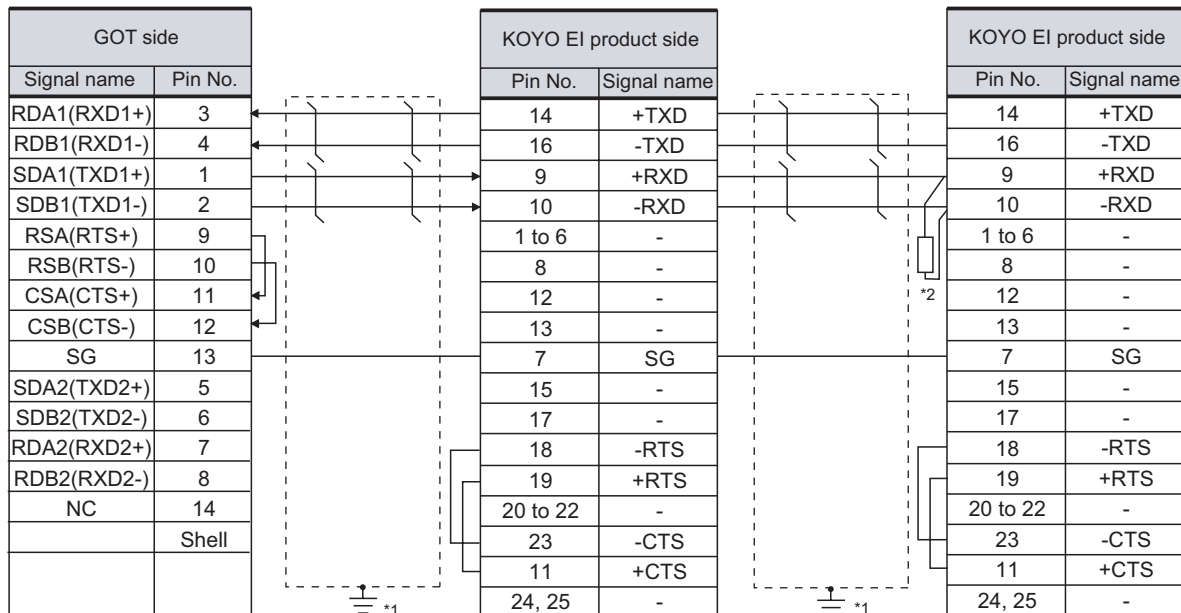 GOT side KOYO EI product side KOYO EI product side
Signal name Pin No. Pin No. Signal name Pin No. Signal name
RDA1(RXD1+) 3 14 +TXD 14 +TXD
RDB1(RXD1-) 4 16 -TXD 16 -TXD
SDA1(TXD1+) 1 9 +RXD 9 +RXD
SDB1(TXD1-) 2 10 -RXD 10 -RXD
RSA(RTS+) 9 1 to 6 - 1 to 6 -
RSB(RTS-) 10 8 - 8 -
CSA(CTS+) 11 12 - *2 12 -
CSB(CTS-) 12 13 - 13 -
SG 13 7 SG 7 SG
SDA2(TXD2+) 5 15 - 15 -
SDB2(TXD2-) 6 17 - 17 -
RDA2(RXD2+) 7 18 -RTS 18 -RTS
RDB2(RXD2-) 8 19 +RTS 19 +RTS
NC 14 20 to 22 - 20 to 22 -
Shell 23 -CTS 23 -CTS
11 +CTS 11 +CTS
*1 24, 25 - *1 24, 25 -